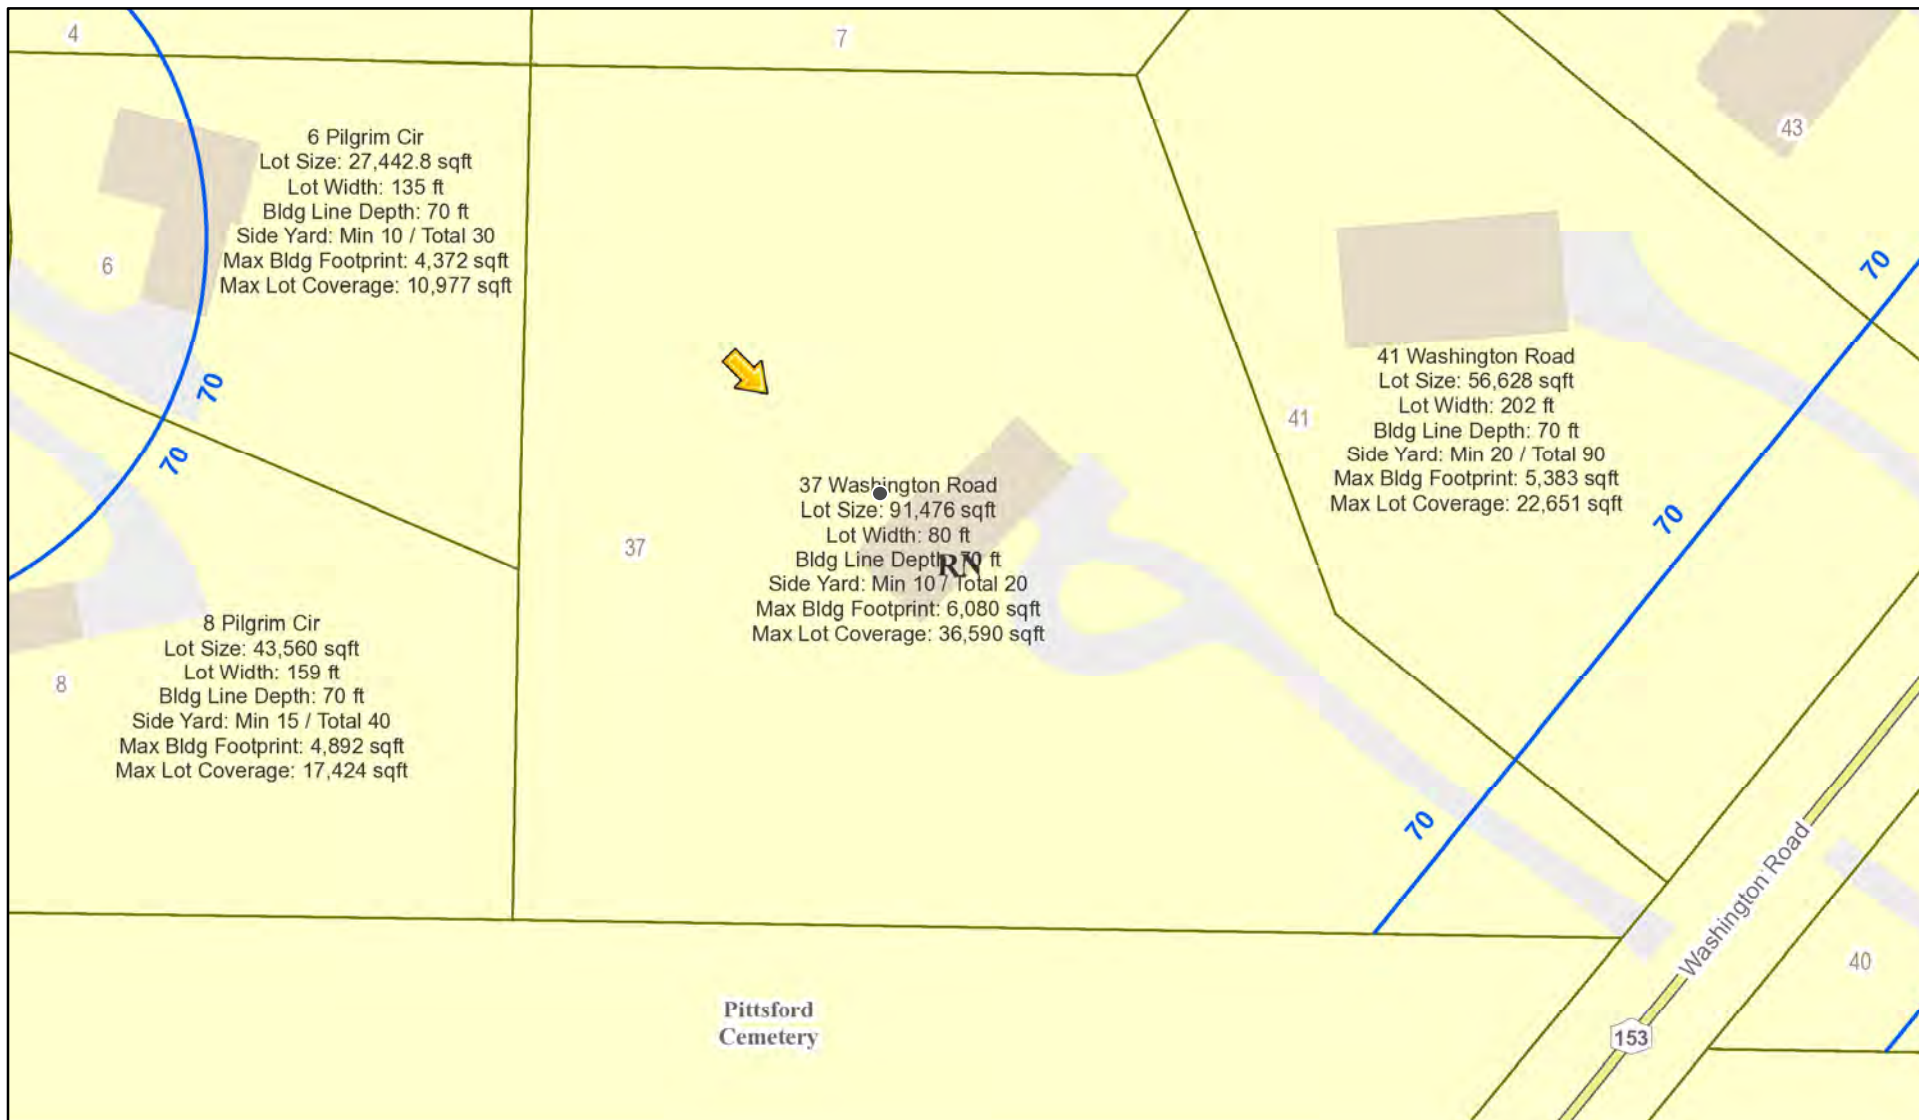 4
7
43
6 Pilgrim Cir
Lot Size: 27,442.8 sqft
Lot Width: 135 ft
Bldg Line Depth: 70 ft
Side Yard: Min 10 / Total 30
Max Bldg Footprint: 4,372 sqft
Max Lot Coverage: 10,977 sqft
6
70
70
70
41 Washington Road
Lot Size: 56,628 sqft
Lot Width: 202 ft
Bldg Line Depth: 70 ft
Side Yard: Min 20 / Total 90
Max Bldg Footprint: 5,383 sqft
Max Lot Coverage: 22,651 sqft
41
37 Washington Road
Lot Size: 91,476 sqft
Lot Width: 80 ft
Bldg Line Depth: 70 ft
Side Yard: Min 10 / Total 20
Max Bldg Footprint: 6,080 sqft
Max Lot Coverage: 36,590 sqft
RN
37
70
8 Pilgrim Cir
Lot Size: 43,560 sqft
Lot Width: 159 ft
Bldg Line Depth: 70 ft
Side Yard: Min 15 / Total 40
Max Bldg Footprint: 4,892 sqft
Max Lot Coverage: 17,424 sqft
8
70
Washington Road
40
Pittsford
Cemetery
153